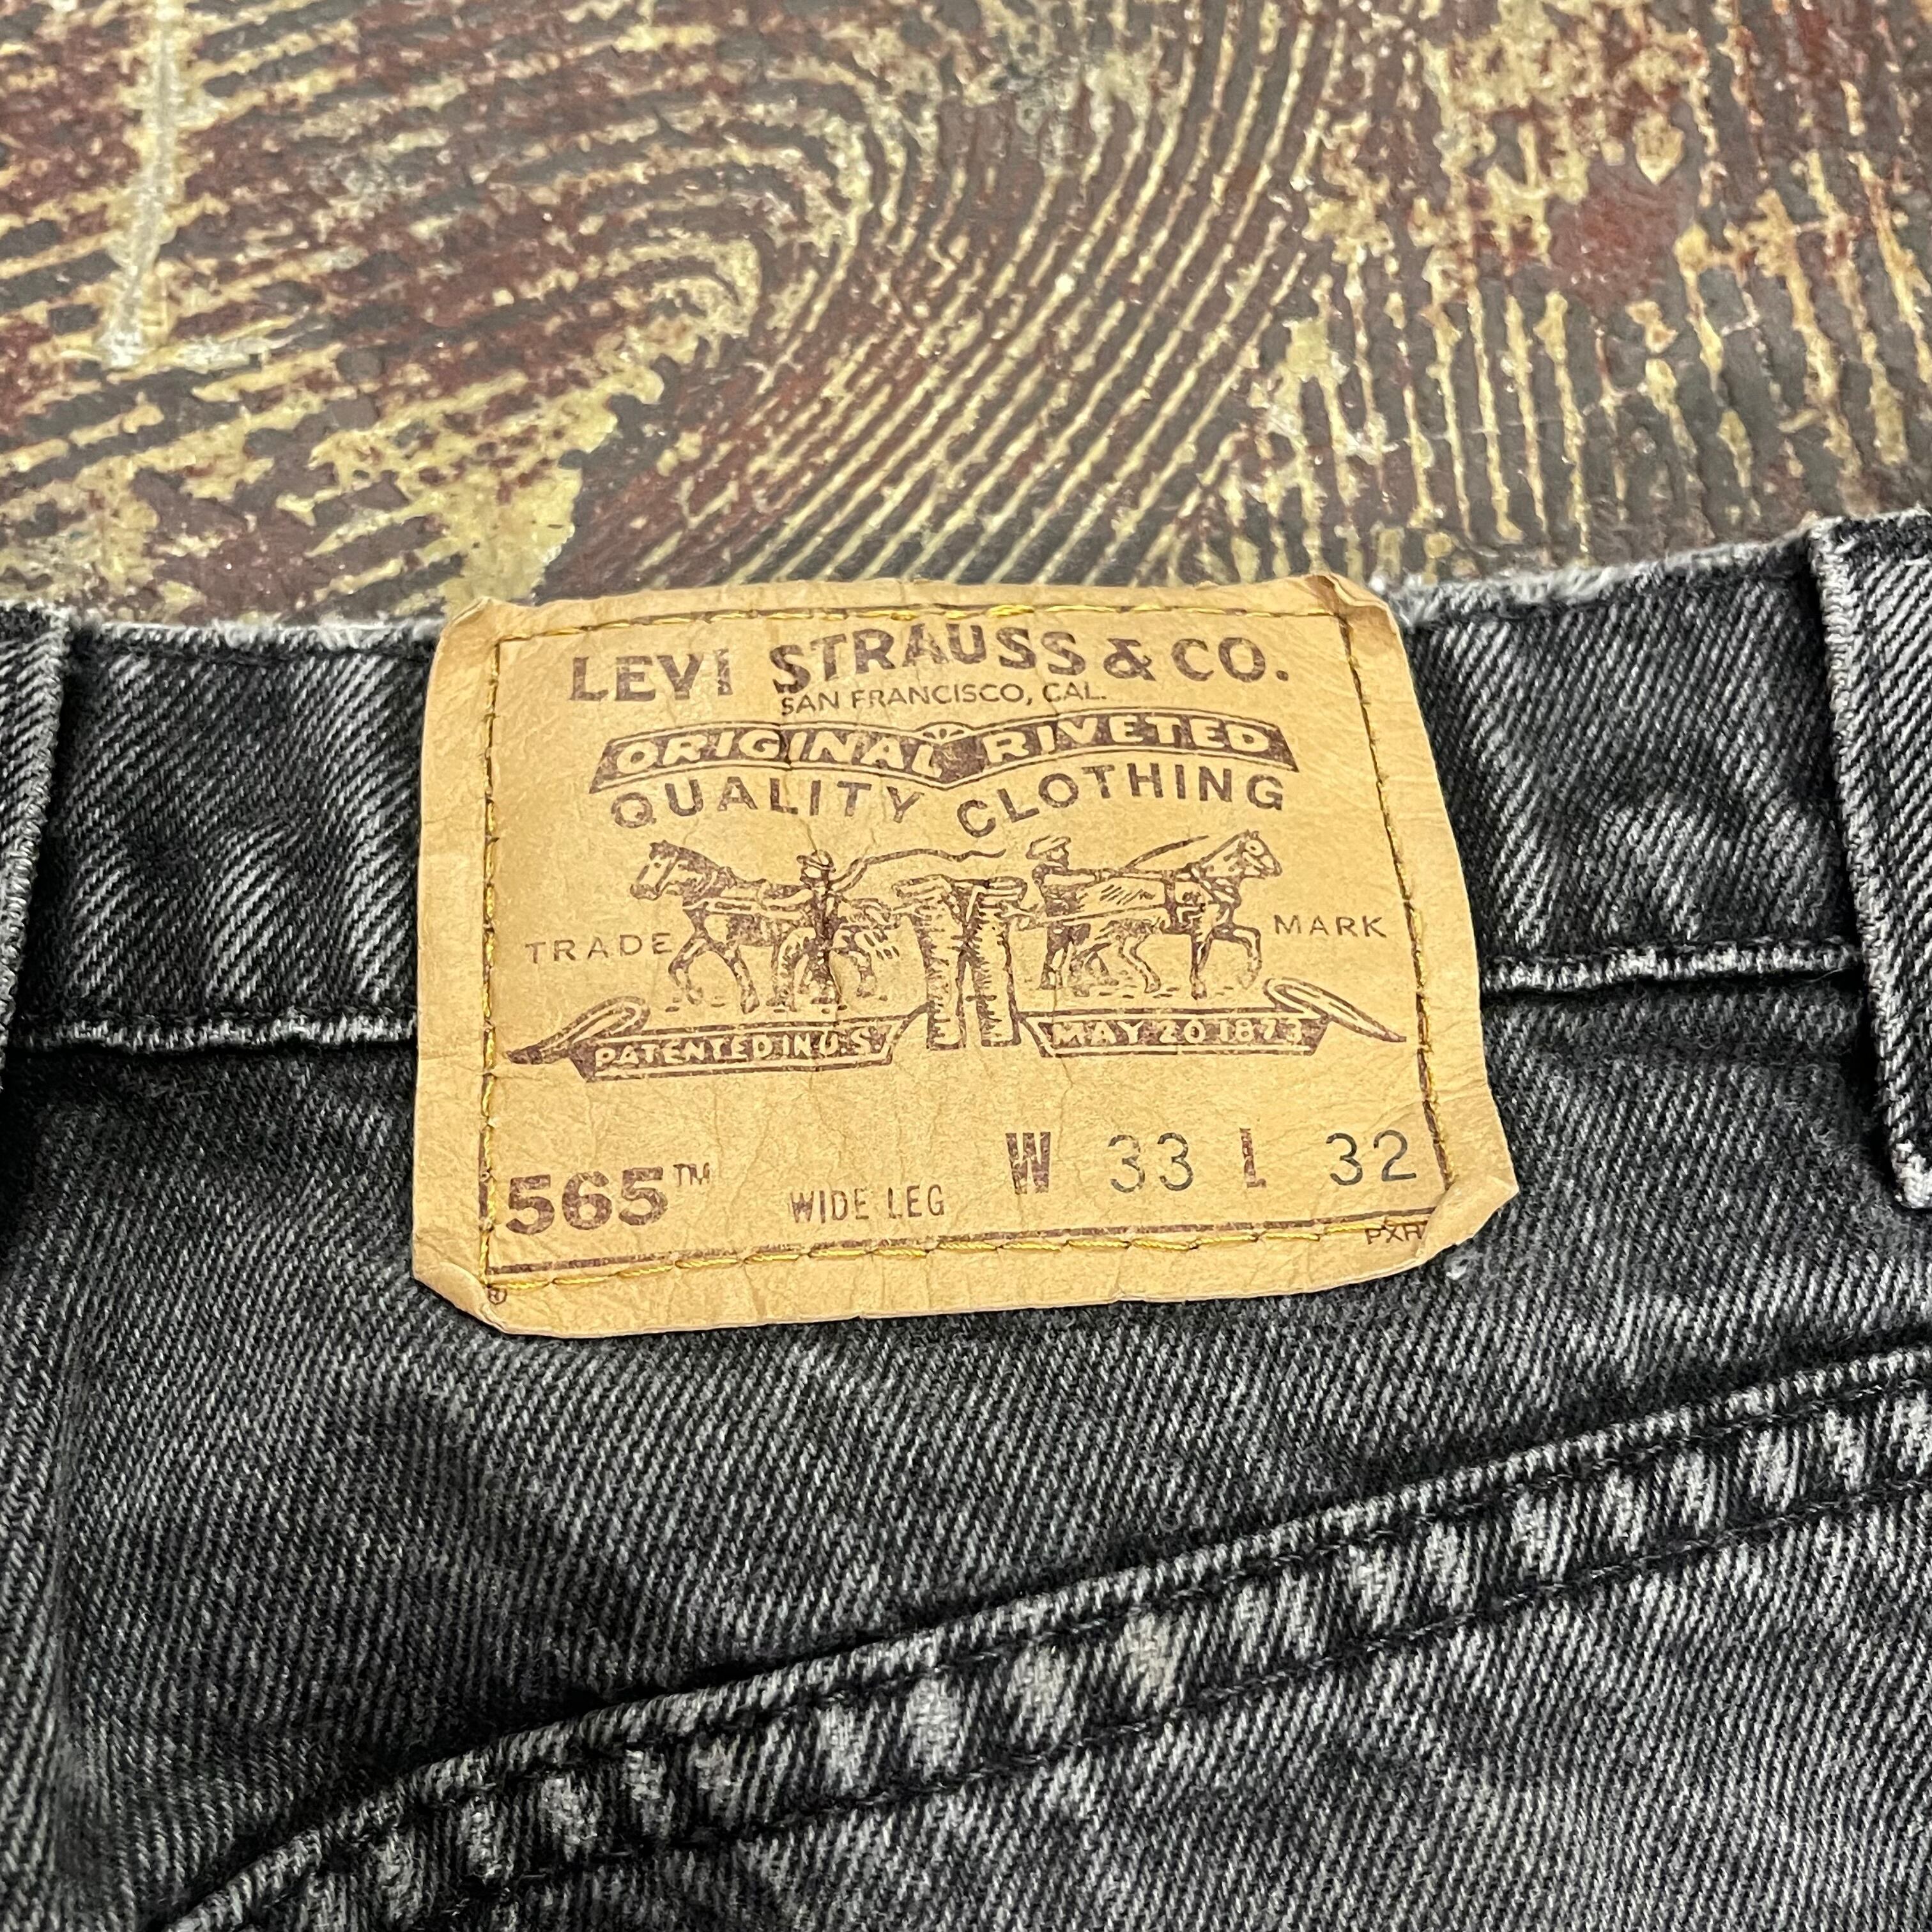 LEVI STRAUSS & CO.
SAN FRANCISCO, CAL.
ORIGINAL RIVETED
QUALITY CLOTHING
TRADE MARK
PATENTED IN U.S. MAY 20 1873
565™ WIDE LEG W 33 L 32
®